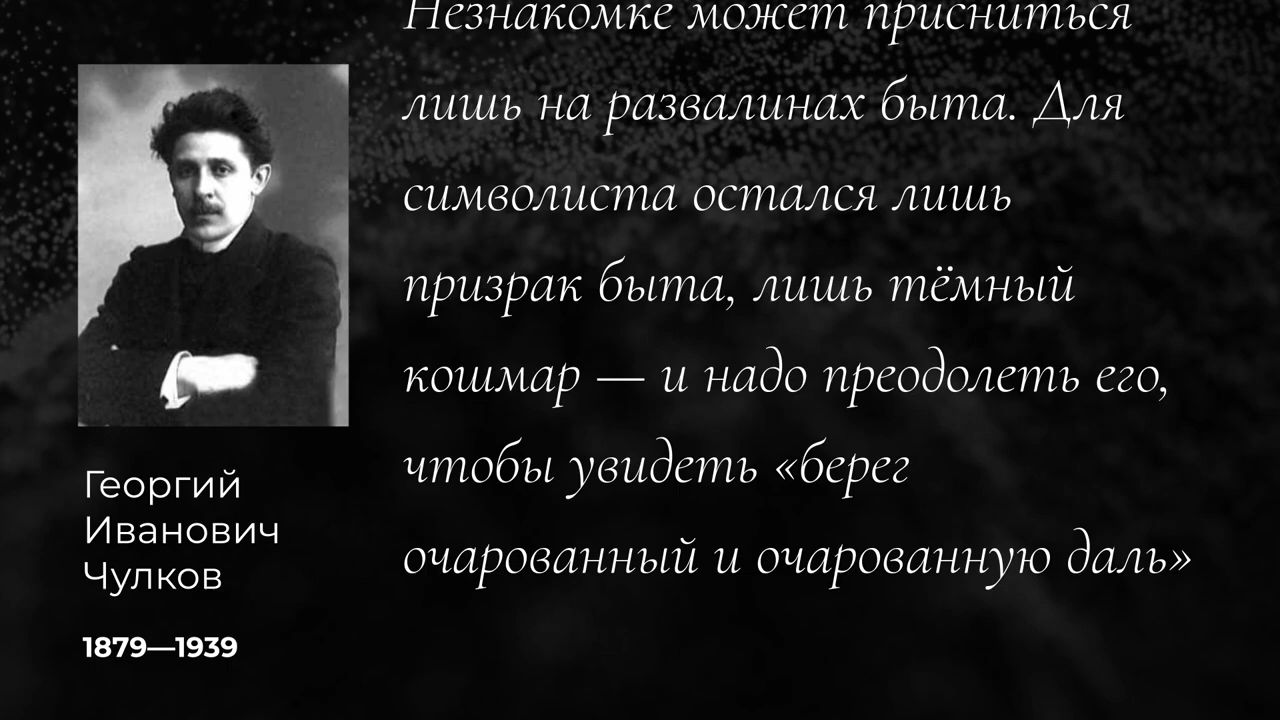 Незнакомке может присниться
лишь на развалинах быта. Для
символиста остался лишь
призрак быта, лишь тёмный
кошмар — и надо преодолеть его,
чтобы увидеть «берег
очарованный и очарованную даль»
Георгий
Иванович
Чулков
1879—1939